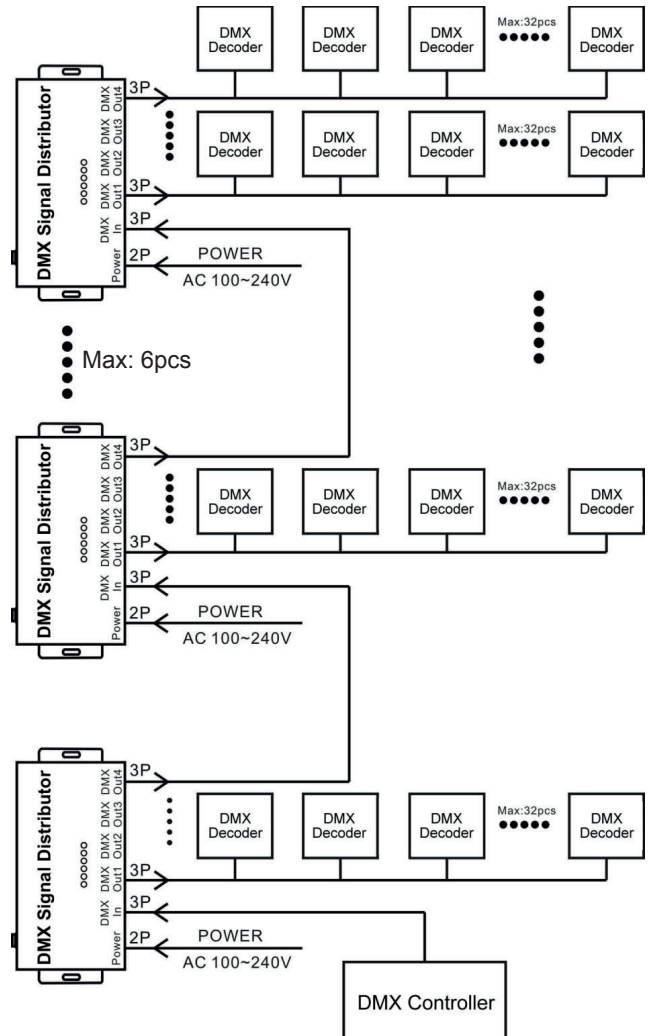 DMX Decoder
DMX Decoder
DMX Decoder
Max:32pcs
DMX Decoder
DMX Signal Distributor
DMX Out4
DMX Out3
DMX Out2
DMX Out1
DMX In
Power
3P
3P
3P
2P
POWER
AC 100~240V
DMX Decoder
DMX Decoder
DMX Decoder
Max:32pcs
DMX Decoder
Max: 6pcs
DMX Signal Distributor
DMX Out4
DMX Out3
DMX Out2
DMX Out1
DMX In
Power
3P
3P
3P
2P
POWER
AC 100~240V
DMX Decoder
DMX Decoder
DMX Decoder
Max:32pcs
DMX Decoder
DMX Signal Distributor
DMX Out4
DMX Out3
DMX Out2
DMX Out1
DMX In
Power
3P
3P
3P
2P
POWER
AC 100~240V
DMX Decoder
DMX Decoder
DMX Decoder
Max:32pcs
DMX Decoder
DMX Controller